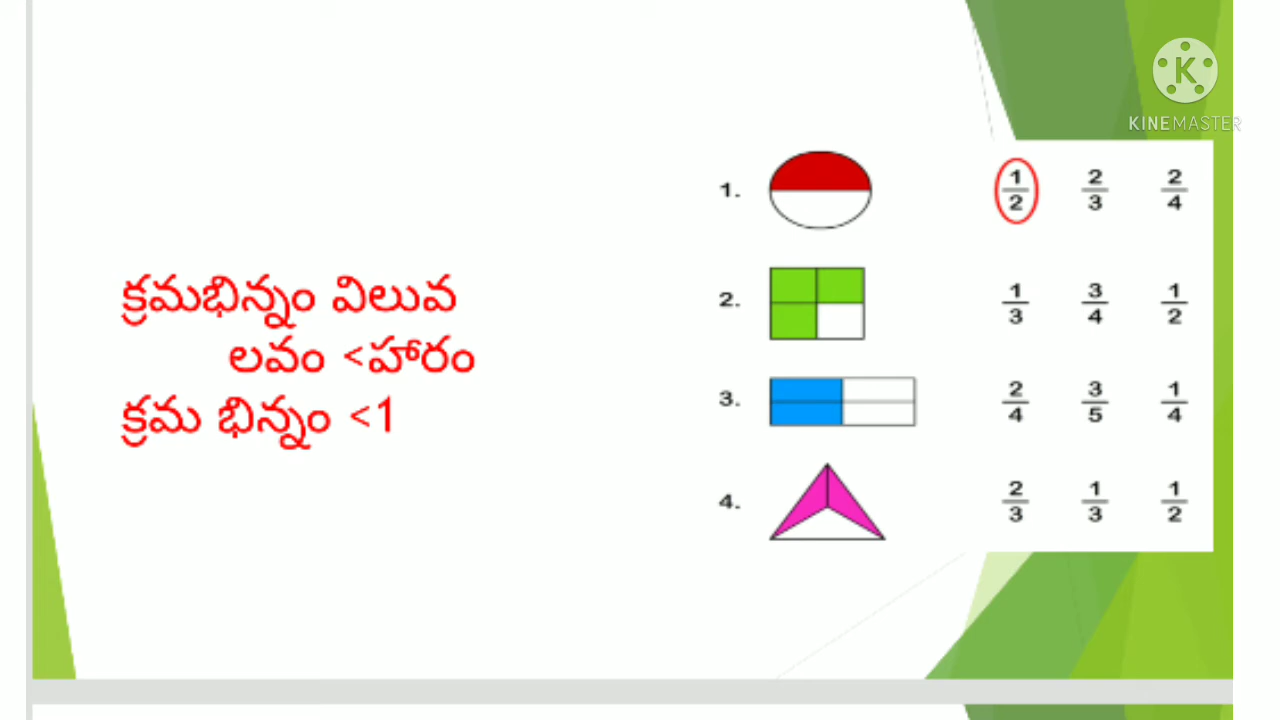 K
KINEMASTER
క్రమభిన్నం విలువ
లవం <హారం
క్రమ భిన్నం <1
1. 1/2 2/3 2/4
2. 1/3 3/4 1/2
3. 2/4 3/5 1/4
4. 2/3 1/3 1/2